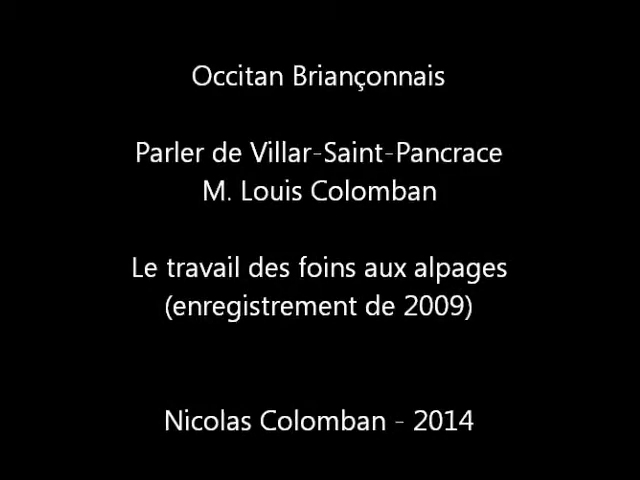 Occitan Briançonnais
Parler de Villar-Saint-Pancrace
M. Louis Colomban
Le travail des foins aux alpages
(enregistrement de 2009)
Nicolas Colomban - 2014